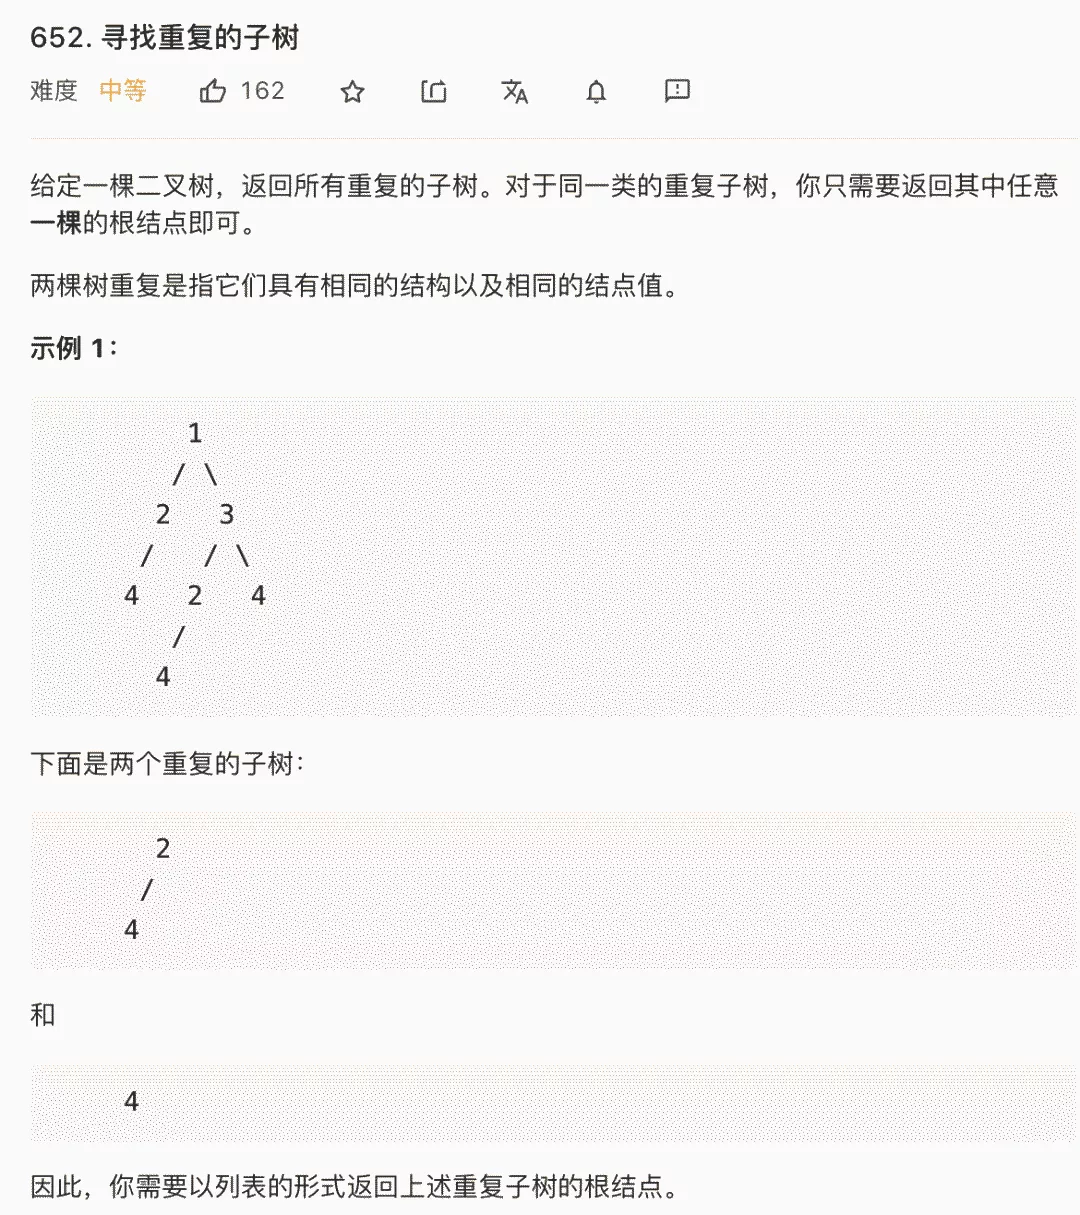 652. 寻找重复的子树
难度 中等 162
给定一棵二叉树，返回所有重复的子树。对于同一类的重复子树，你只需要返回其中任意
一棵的根结点即可。
两棵树重复是指它们具有相同的结构以及相同的结点值。
示例 1：
1
/ \
2 3
/ / \
4 2 4
/
4
下面是两个重复的子树：
2
/
4
和
4
因此，你需要以列表的形式返回上述重复子树的根结点。